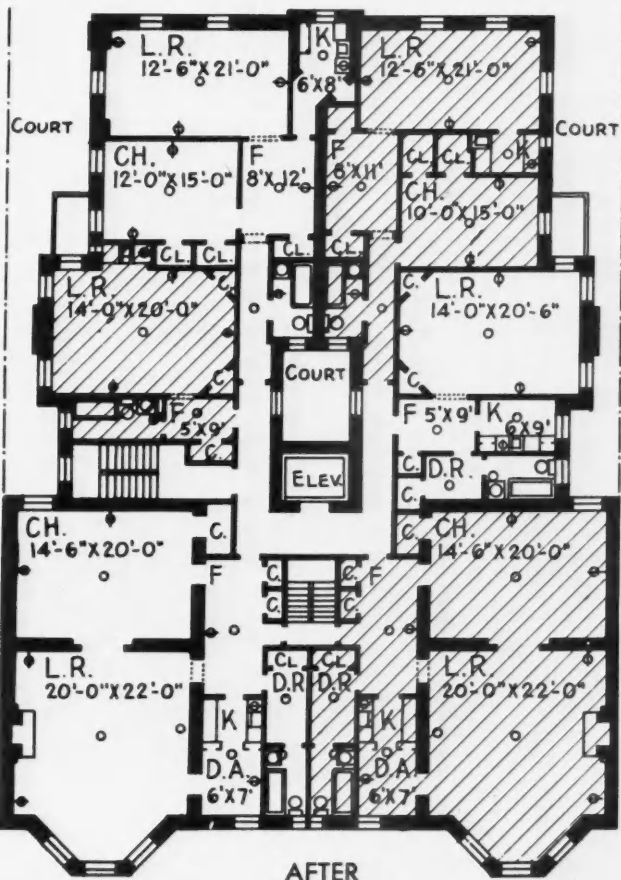 L.R.
12'-6"X21'-0"
K
6'X8'
L.R
12'-6"X21'-0"
COURT
COURT
CH.
12'-0"X15'-0"
F
8'X12'
F
8'X11'
CL.
CL.
K
CH.
10'-0"X15'-0"
CL.
CL.
CL.
CL.
L.R.
14'-0"X20'-0"
C.
C.
C.
L.R.
14'-0"X20'-6"
C.
COURT
F
5'X9'
C.
F 5'X9'
K
6'X9'
C.
D.R.
C.
ELEV.
CH.
14'-6"X20'-0"
C.
C.
CH.
14'-6"X20'-0"
F
C.
C.
C.
C.
F
L.R.
20'-0"X22'-0"
CL
D.R
CL
D.R
L.R
20'-0"X22'-0"
K
D.A.
6'X7'
K
D.A.
6'X7'
AFTER